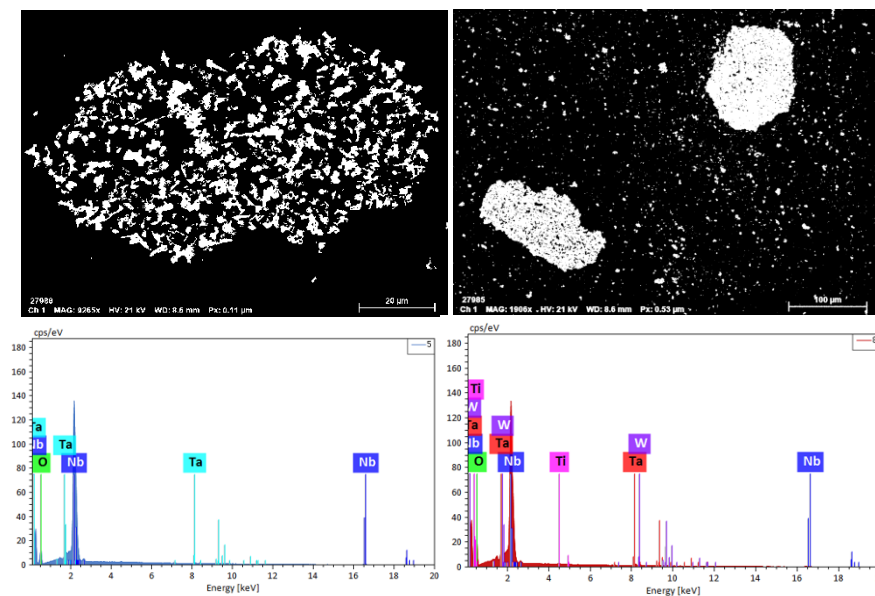 27988
Ch 1 MAG: 9265x HV: 21 kV WD: 8.6 mm Px: 0.11 µm
20 µm
27985
Ch 1 MAG: 1906x HV: 21 kV WD: 8.6 mm Px: 0.53 µm
100 µm
cps/eV
5
180
160
140
120
100
80
60
40
20
0
Ta
Nb
O
Ta
Nb
Ta
Nb
2 4 6 8 10 12 14 16 18 20
Energy [keV]
cps/eV
180
160
140
120
100
80
60
40
20
0
Ti
W
Ta
Nb
O
W
Ta
Nb
Ti
W
Ta
Nb
2 4 6 8 10 12 14 16 18
Energy [keV]